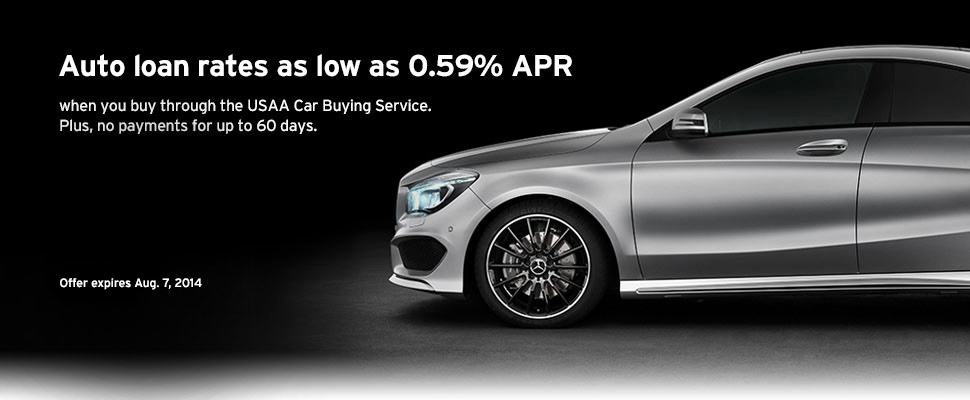 Auto loan rates as low as 0.59% APR
when you buy through the USAA Car Buying Service.
Plus, no payments for up to 60 days.
Offer expires Aug. 7, 2014